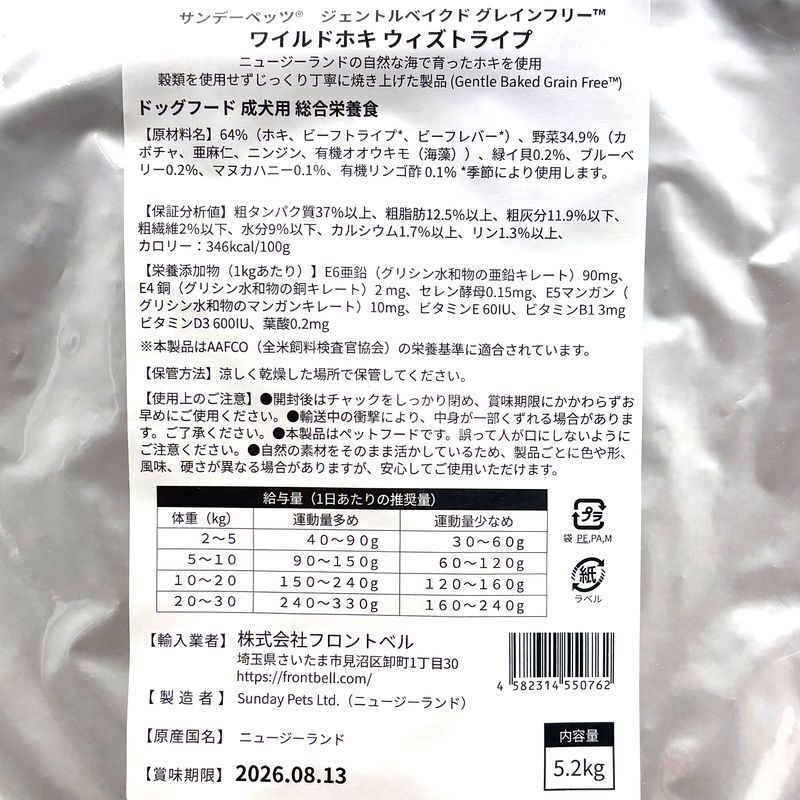 サンデーペッツ® ジェントルベイクド グレインフリー™
ワイルドホキ ウィズトライプ
ニュージーランドの自然な海で育ったホキを使用
穀類を使用せずじっくり丁寧に焼き上げた製品 (Gentle Baked Grain Free™)
ドッグフード 成犬用 総合栄養食
【原材料名】64%（ホキ、ビーフトライプ*、ビーフレバー*）、野菜34.9%（カ
ボチャ、亜麻仁、ニンジン、有機オオウキモ（海藻））、緑イ貝0.2%、ブルーベ
リー0.2%、マヌカハニー0.1%、有機リンゴ酢 0.1% *季節により使用します。
【保証分析値】粗タンパク質37%以上、粗脂肪12.5%以上、粗灰分11.9%以下、
粗繊維2%以下、水分9%以下、カルシウム1.7%以上、リン1.3%以上、
カロリー：346kcal/100g
【栄養添加物（1kgあたり）】E6亜鉛（グリシン水和物の亜鉛キレート）90mg、
E4 銅（グリシン水和物の銅キレート）2 mg、セレン酵母0.15mg、E5マンガン（
グリシン水和物のマンガンキレート）10mg、ビタミンE 60IU、ビタミンB1 3mg
ビタミンD3 600IU、葉酸0.2mg
※本製品はAAFCO（全米飼料検査官協会）の栄養基準に適合されています。
【保管方法】涼しく乾燥した場所で保管してください。
【使用上のご注意】●開封後はチャックをしっかり閉め、賞味期限にかかわらずお
早めにご使用ください。●輸送中の衝撃により、中身が一部くずれる場合がありま
す。ご了承ください。●本製品はペットフードです。誤って人が口にしないように
ご注意ください。●自然の素材をそのまま活かしているため、製品ごとに色や形、
風味、硬さが異なる場合がありますが、安心してご使用いただけます。
給与量（1日あたりの推奨量）
体重（kg） 運動量多め 運動量少なめ
2〜5 40〜90g 30〜60g
5〜10 90〜150g 60〜120g
10〜20 150〜240g 120〜160g
20〜30 240〜330g 160〜240g
プラ
袋 PE,PA,M
紙
ラベル
【輸入業者】株式会社フロントベル
埼玉県さいたま市見沼区卸町1丁目30
https://frontbell.com/
4 582314 550762
【製造者】Sunday Pets Ltd.（ニュージーランド）
【原産国名】ニュージーランド
【賞味期限】2026.08.13
内容量
5.2kg